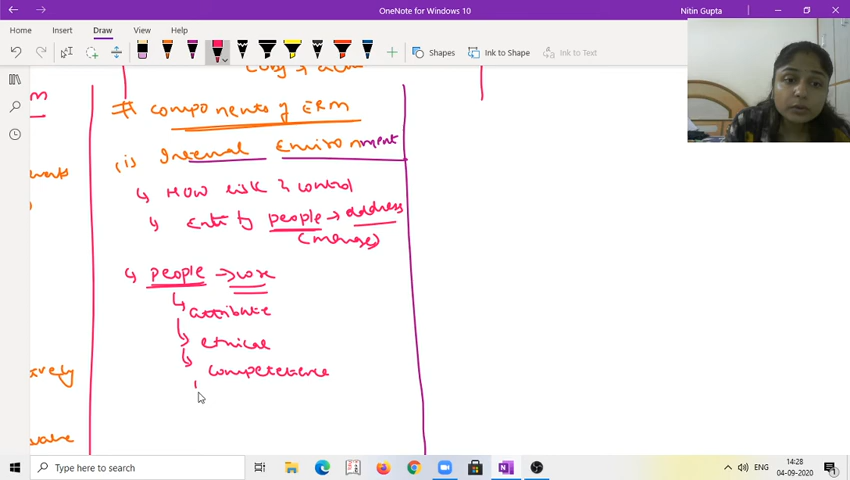 OneNote for Windows 10
Nitin Gupta
Home
Insert
Draw
View
Help
Shapes
Ink to Shape
Ink to Text
# components of ERM
(i) Internal Environment
↳ How risk & control
↳ Entity people → address
(manage)
↳ people → core
↳ attribute
↳ ethical
↳ competetence
Type here to search
ENG
14:28
04-09-2020